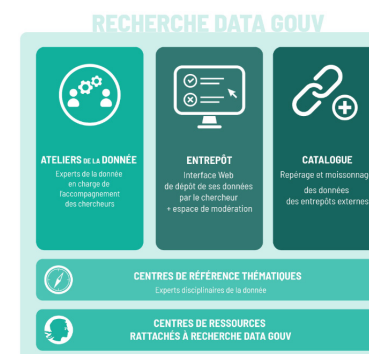 RECHERCHE DATA GOUV
ATELIERS DE LA DONNÉE
Experts de la donnée
en charge de
l'accompagnement
des chercheurs
ENTREPÔT
Interface Web
de dépôt de ses données
par le chercheur
+ espace de modération
CATALOGUE
Repérage et moissonnag
des données
des entrepôts externes
CENTRES DE RÉFÉRENCE THÉMATIQUES
Experts disciplinaires de la donnée
CENTRES DE RESSOURCES
RATTACHÉS À RECHERCHE DATA GOUV